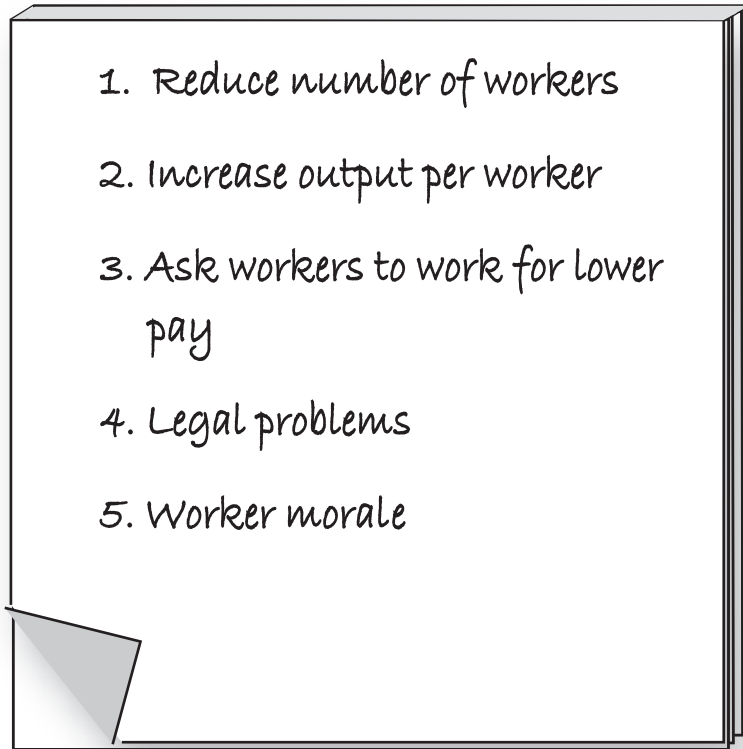 1. Reduce number of workers
2. Increase output per worker
3. Ask workers to work for lower
pay
4. Legal problems
5. Worker morale